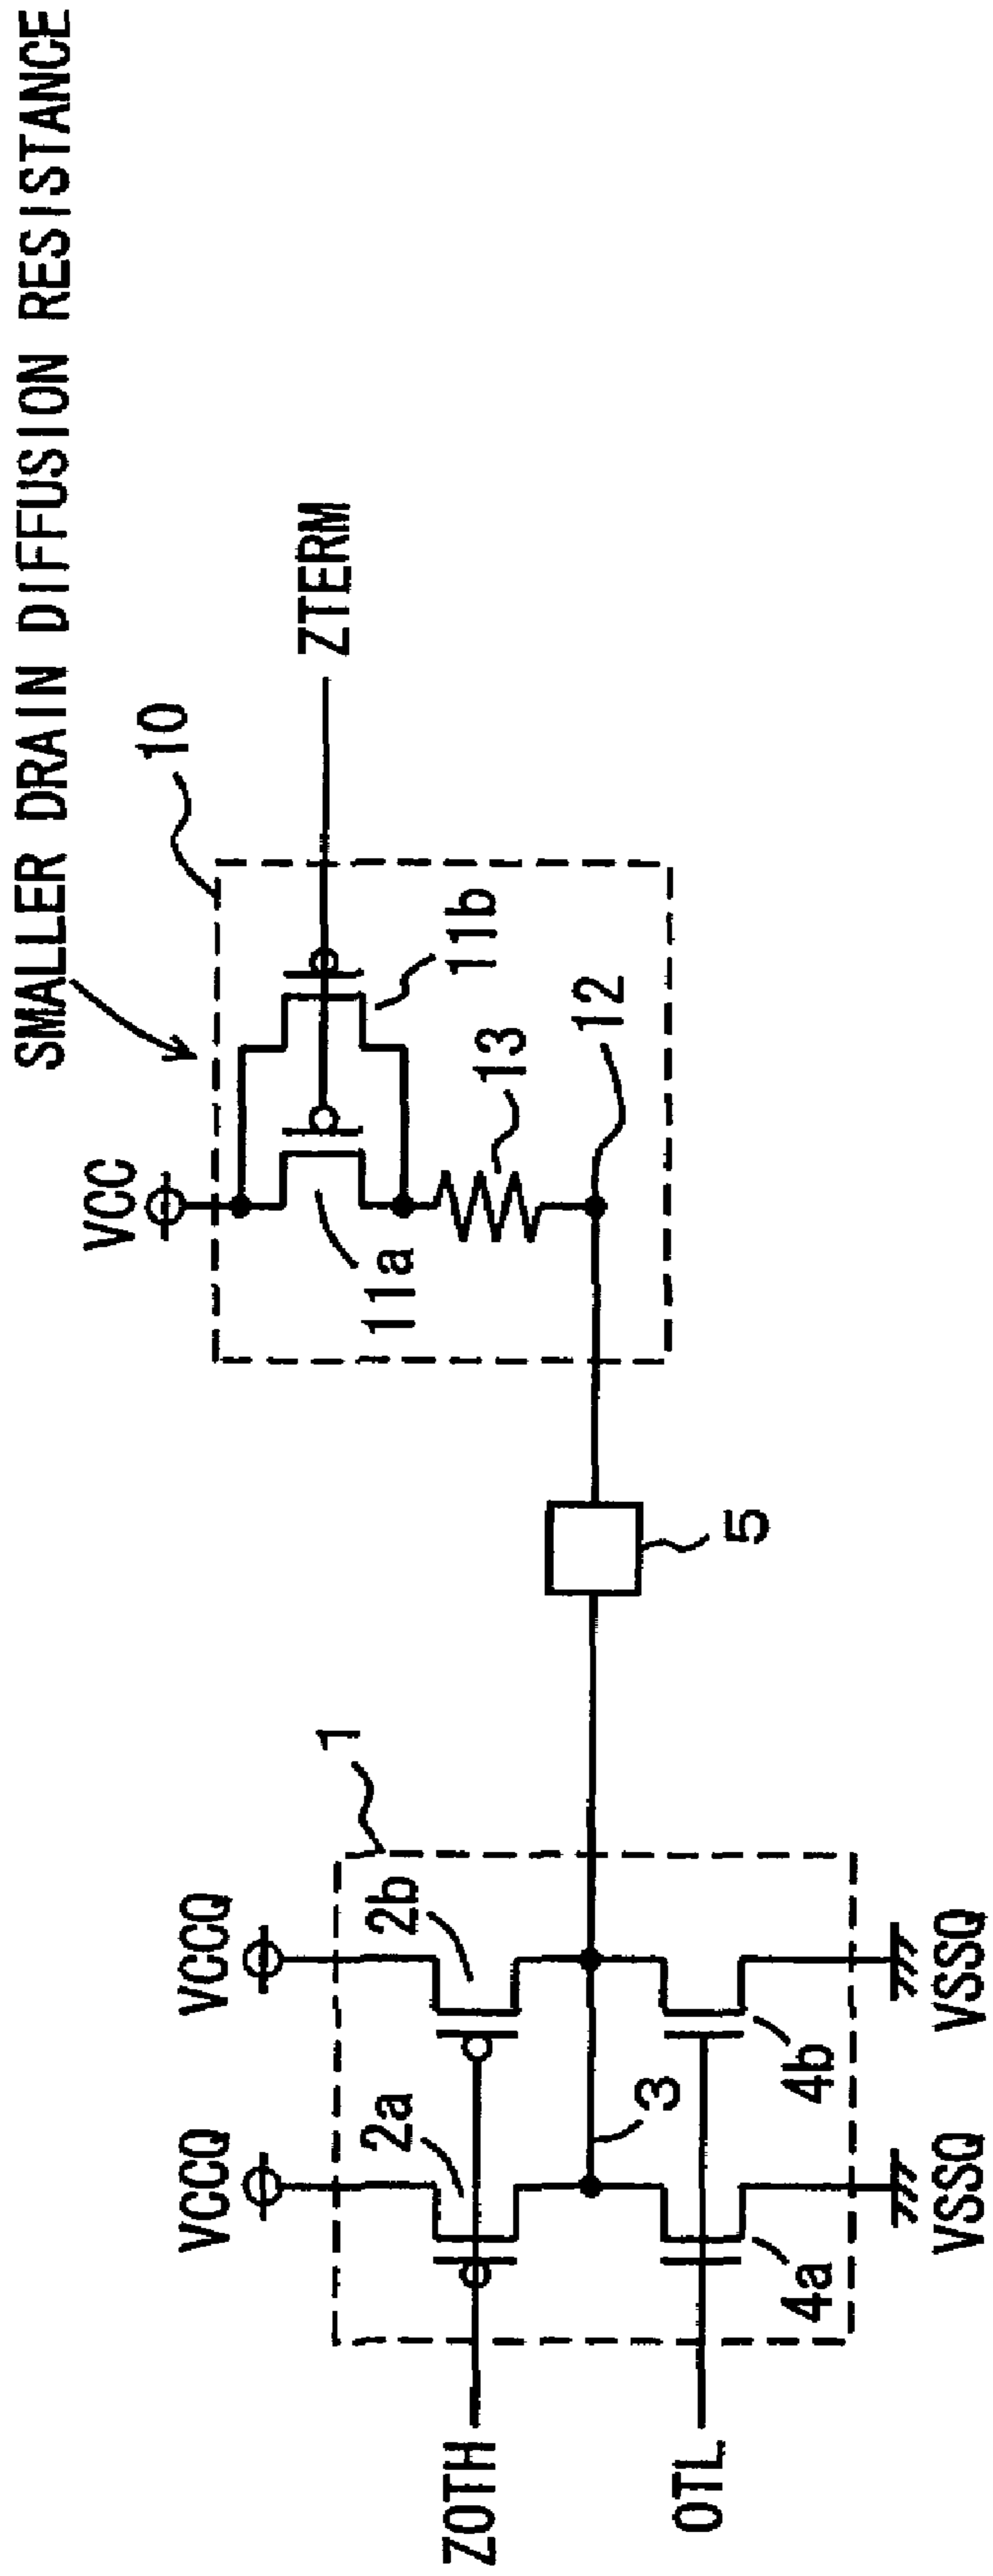 SMALLER DRAIN DIFFUSION RESISTANCE
VCC
10
ZTERM
11a
11b
13
12
5
1
VCCQ
VCCQ
2a
2b
ZOTH
3
OTL
4a
4b
VSSQ
VSSQ